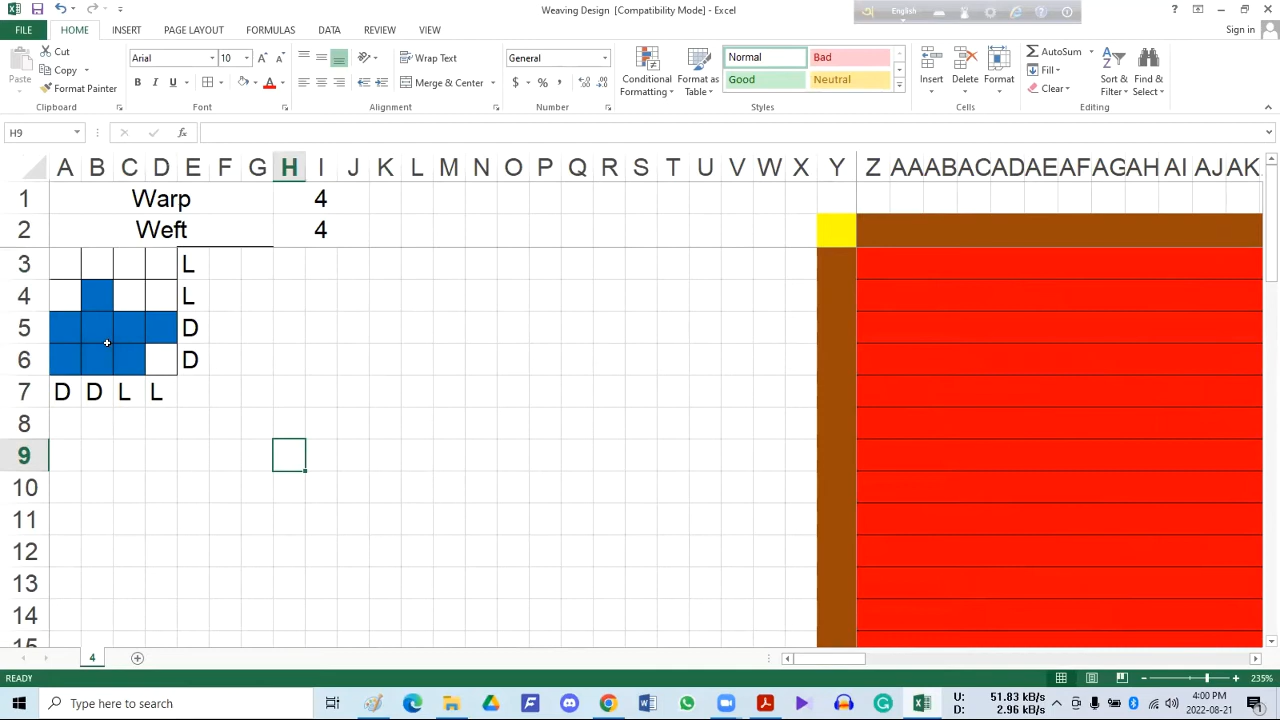 Weaving Design [Compatibility Mode] - Excel
English
FILE HOME INSERT PAGE LAYOUT FORMULAS DATA REVIEW VIEW Sign in
Cut
Copy
Format Painter
Paste
Clipboard
Arial 10
B I U
Font
Wrap Text
Merge & Center
Alignment
General
$ % ,
Number
Conditional Formatting
Format as Table
Normal Bad
Good Neutral
Styles
Insert Delete Format
Cells
AutoSum
Fill
Clear
Sort & Filter
Find & Select
Editing
H9 fx
A B C D E F G H I J K L M N O P Q R S T U V W X Y Z AA AB AC AD AE AF AG AH AI AJ AK
1 Warp 4
2 Weft 4
3 L
4 L
5 D
6 D
7 D D L L
8
9
10
11
12
13
14
15
4
READY 235%
Type here to search
U: 51.83 kB/s
D: 2.96 kB/s
4:00 PM
2022-08-21